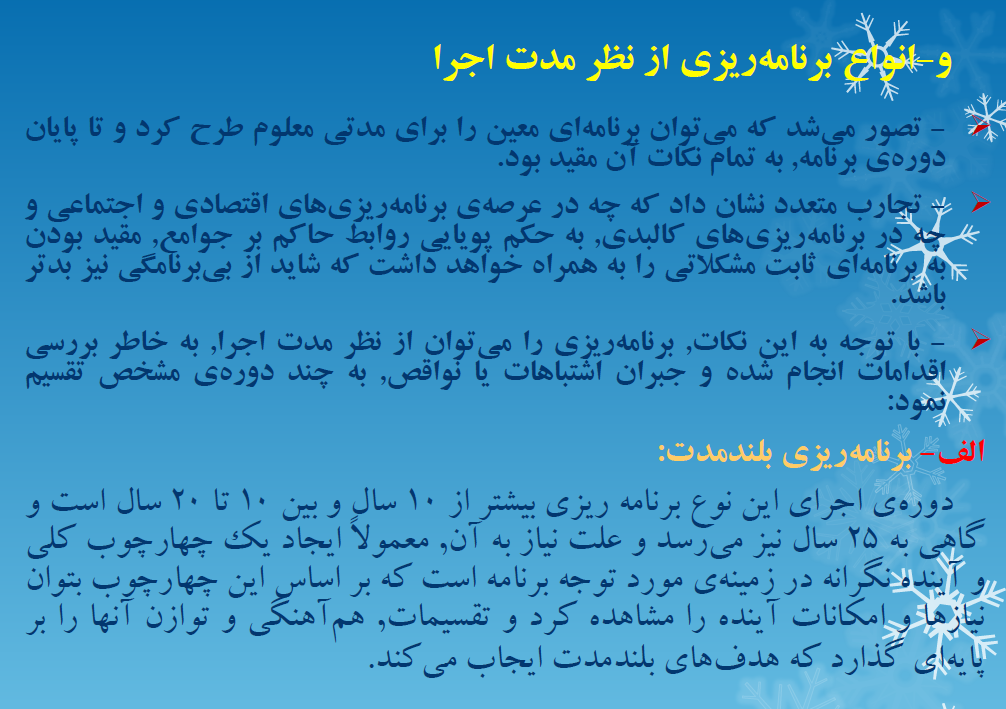 و-انواع برنامه‌ریزی از نظر مدت اجرا
- تصور می‌شد که می‌توان برنامه‌ای معین را برای مدتی معلوم طرح کرد و تا پایان
دوره‌ی برنامه, به تمام نکات آن مقید بود.
- تجارب متعدد نشان داد که چه در عرصه‌ی برنامه‌ریزی‌های اقتصادی و اجتماعی و
چه در برنامه‌ریزی‌های کالبدی, به حکم پویایی روابط حاکم بر جوامع, مقید بودن
به برنامه‌ای ثابت مشکلاتی را به همراه خواهد داشت که شاید از بی‌برنامگی نیز بدتر
باشد.
- با توجه به این نکات, برنامه‌ریزی را می‌توان از نظر مدت اجرا, به خاطر بررسی
اقدامات انجام شده و جبران اشتباهات یا نواقص, به چند دوره‌ی مشخص تقسیم
نمود:
الف- برنامه‌ریزی بلندمدت:
دوره‌ی اجرای این نوع برنامه ریزی بیشتر از ۱۰ سال و بین ۱۰ تا ۲۰ سال است و
گاهی به ۲۵ سال نیز می‌رسد و علت نیاز به آن, معمولاً ایجاد یک چهارچوب کلی
و آینده نگرانه در زمینه‌ی مورد توجه برنامه است که بر اساس این چهارچوب بتوان
نیازها و امکانات آینده را مشاهده کرد و تقسیمات, هم‌آهنگی و توازن آنها را بر
پایه‌ای گذارد که هدف‌های بلندمدت ایجاب می‌کند.